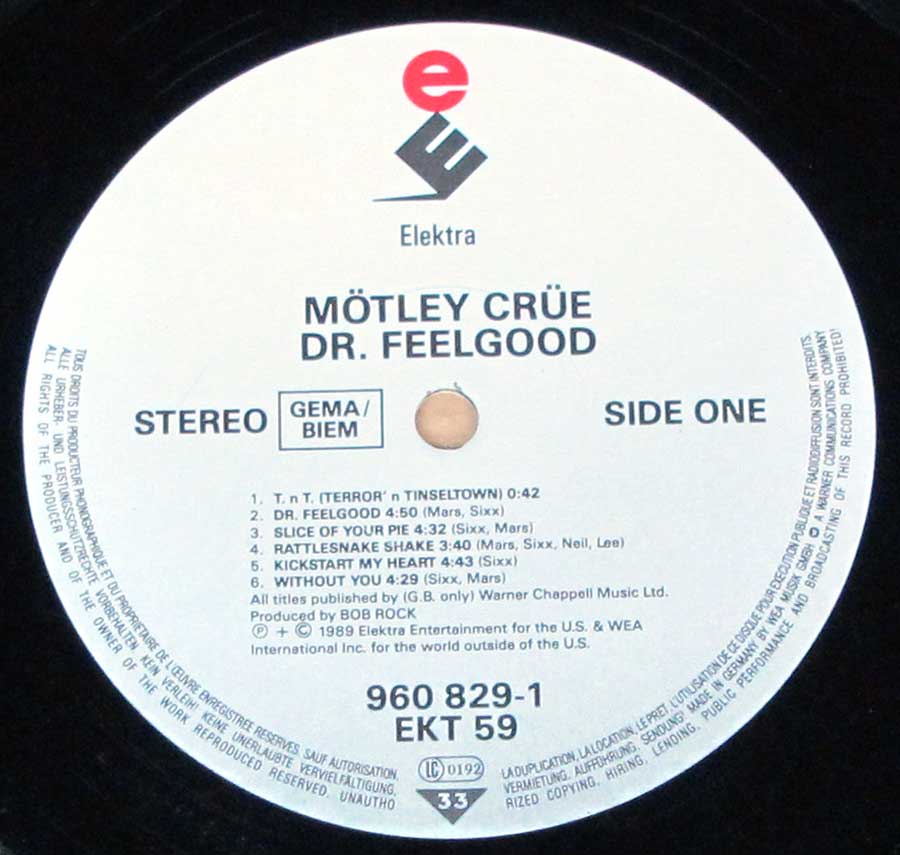 e
E
Elektra
MÖTLEY CRÜE
DR. FEELGOOD
STEREO
GEMA/
BIEM
SIDE ONE
1. T. n T. (TERROR' n TINSELTOWN) 0:42
2. DR. FEELGOOD 4:50 (Mars, Sixx)
3. SLICE OF YOUR PIE 4:32 (Sixx, Mars)
4. RATTLESNAKE SHAKE 3:40 (Mars, Sixx, Neil, Lee)
5. KICKSTART MY HEART 4:43 (Sixx)
6. WITHOUT YOU 4:29 (Sixx, Mars)
All titles published by (G.B. only) Warner Chappell Music Ltd.
Produced by BOB ROCK
Ⓟ + © 1989 Elektra Entertainment for the U.S. & WEA
International Inc. for the world outside of the U.S.
960 829-1
EKT 59
LC 0192
33
TOUS DROITS DU PRODUCTEUR PHONOGRAPHIQUE ET DU PROPRIETAIRE DE L'ŒUVRE ENREGISTREE RESERVES. SAUF AUTORISATION,
LA DUPLICATION, LA LOCATION, LE PRET, L'UTILISATION DE CE DISQUE POUR EXECUTION PUBLIQUE ET RADIODIFFUSION SONT INTERDITS.
ALLE URHEBER- UND LEISTUNGSSCHUTZRECHTE VORBEHALTEN. KEIN VERLEIH! KEINE UNERLAUBTE VERVIELFÄLTIGUNG,
VERMIETUNG, AUFFÜHRUNG, SENDUNG! MADE IN GERMANY BY WEA MUSIK GMBH A WARNER COMMUNICATIONS COMPANY
ALL RIGHTS OF THE PRODUCER AND OF THE OWNER OF THE WORK REPRODUCED RESERVED. UNAUTHO
RIZED COPYING, HIRING, LENDING, PUBLIC PERFORMANCE AND BROADCASTING OF THIS RECORD PROHIBITED!